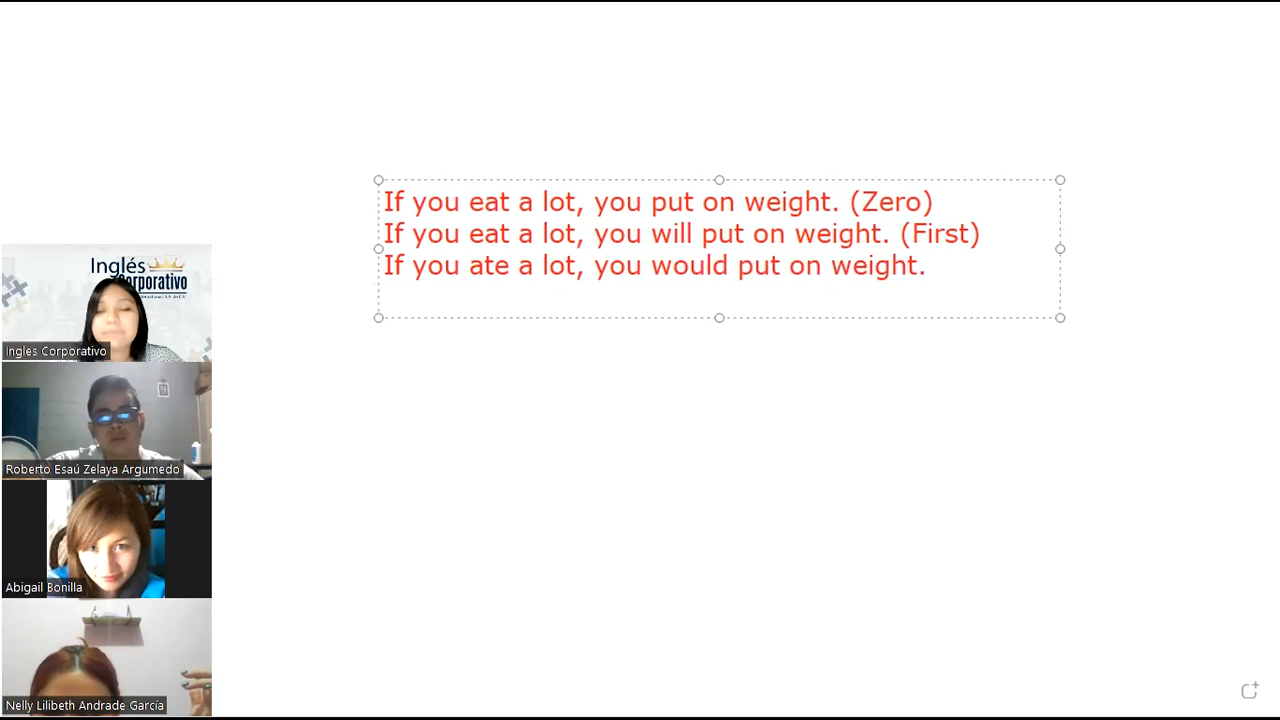 If you eat a lot, you put on weight. (Zero)
If you eat a lot, you will put on weight. (First)
If you ate a lot, you would put on weight.
Inglés
Corporativo
Ingles Corporativo
Roberto Esaú Zelaya Argumedo
Abigail Bonilla
Nelly Lilibeth Andrade García